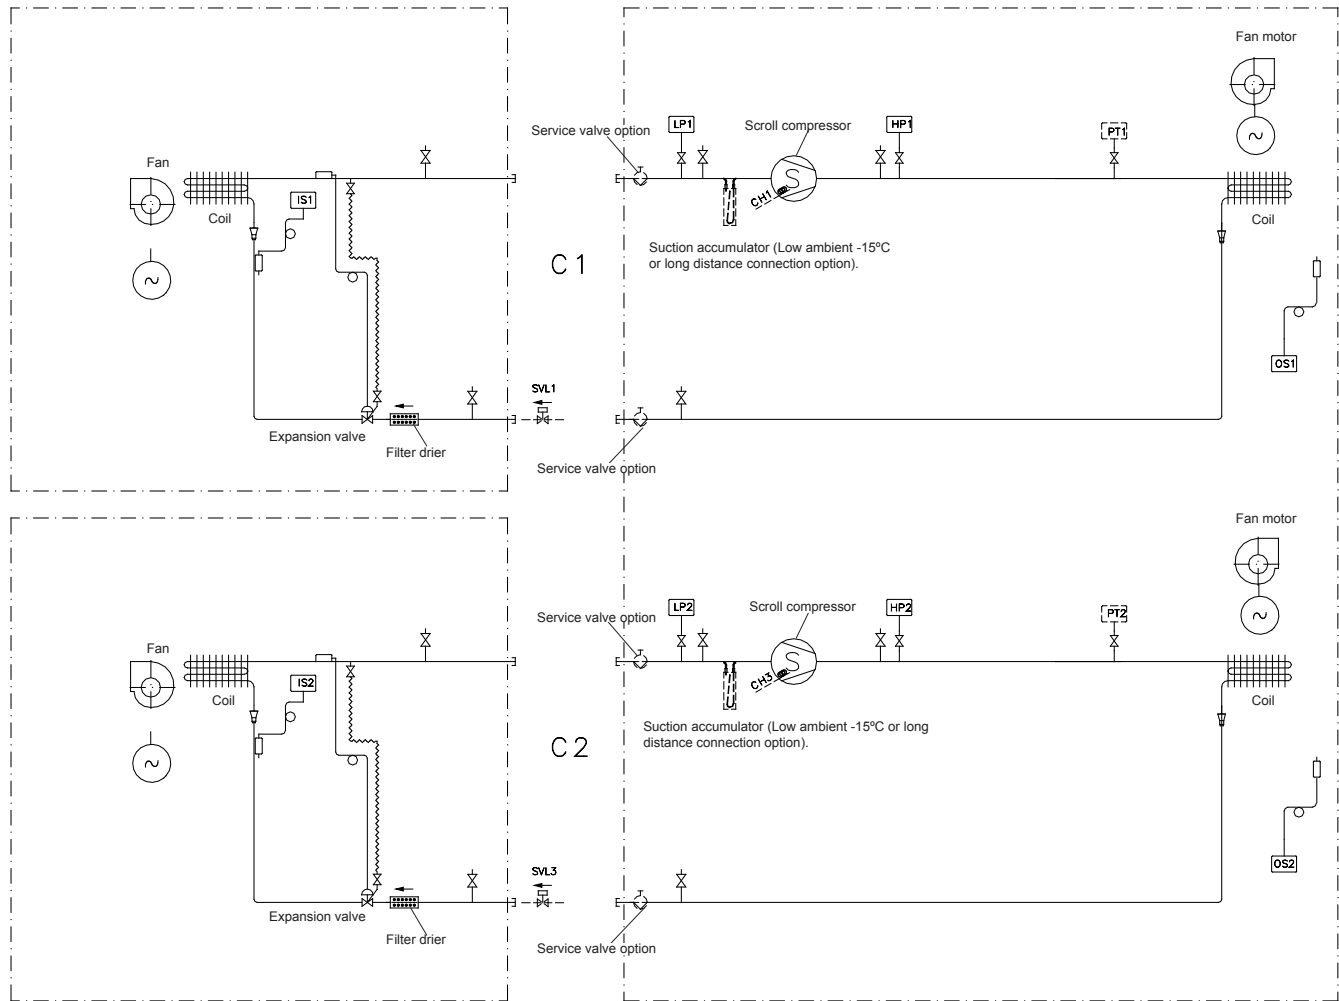 Fan motor
LP1
Scroll compressor
HP1
PT1
Service valve option
~
Fan
IS1
S
CH1
Coil
Coil
Suction accumulator (Low ambient -15ºC
or long distance connection option).
C1
~
OS1
SVL1
Expansion valve
Filter drier
Service valve option
Fan motor
LP2
Scroll compressor
HP2
PT2
Service valve option
~
Fan
IS2
S
CH3
Coil
Coil
Suction accumulator (Low ambient -15ºC or long
distance connection option).
C2
~
OS2
SVL3
Expansion valve
Filter drier
Service valve option